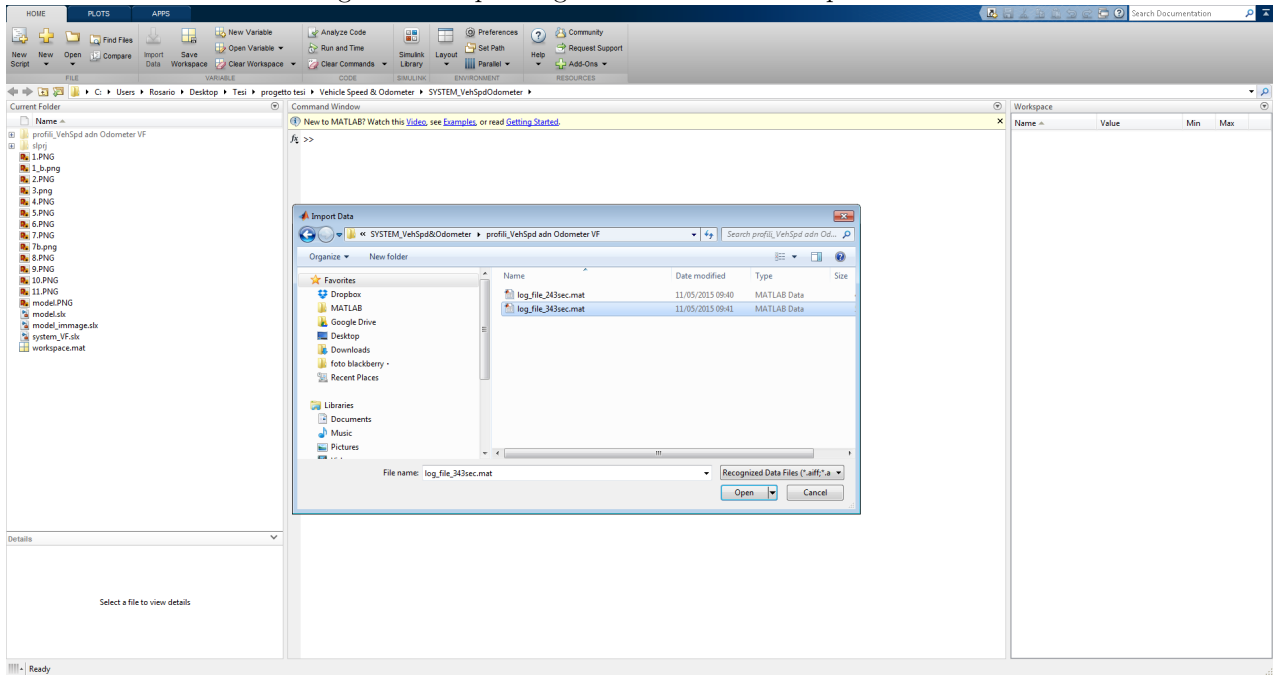 HOME PLOTS APPS Search Documentation
New Script
New
Open
Find Files
Compare
Import Data
Save Workspace
New Variable
Open Variable
Clear Workspace
Analyze Code
Run and Time
Clear Commands
Simulink Library
Layout
Preferences
Set Path
Parallel
Help
Community
Request Support
Add-Ons
FILE VARIABLE CODE SIMULINK ENVIRONMENT RESOURCES
C: Users Rosario Desktop Tesi progetto tesi Vehicle Speed & Odometer SYSTEM_VehSpdOdometer
Current Folder
Name
profili_VehSpd adn Odometer VF
slprj
1.PNG
1_b.png
2.PNG
3.png
4.PNG
5.PNG
6.PNG
7.PNG
7b.png
8.PNG
9.PNG
10.PNG
11.PNG
model.PNG
model.slx
model_immage.slx
system_VF.slx
workspace.mat
Details
Select a file to view details
Command Window
New to MATLAB? Watch this Video, see Examples, or read Getting Started.
fx >>
Workspace
Name Value Min Max
Import Data
« SYSTEM_VehSpd&Odometer profili_VehSpd adn Odometer VF Search profili_VehSpd adn Od...
Organize New folder
Favorites
Dropbox
MATLAB
Google Drive
Desktop
Downloads
foto blackberry -
Recent Places
Libraries
Documents
Music
Pictures
Name Date modified Type Size
log_file_243sec.mat 11/05/2015 09:40 MATLAB Data
log_file_343sec.mat 11/05/2015 09:41 MATLAB Data
File name: log_file_343sec.mat Recognized Data Files (*.aiff;*.a
Open Cancel
Ready